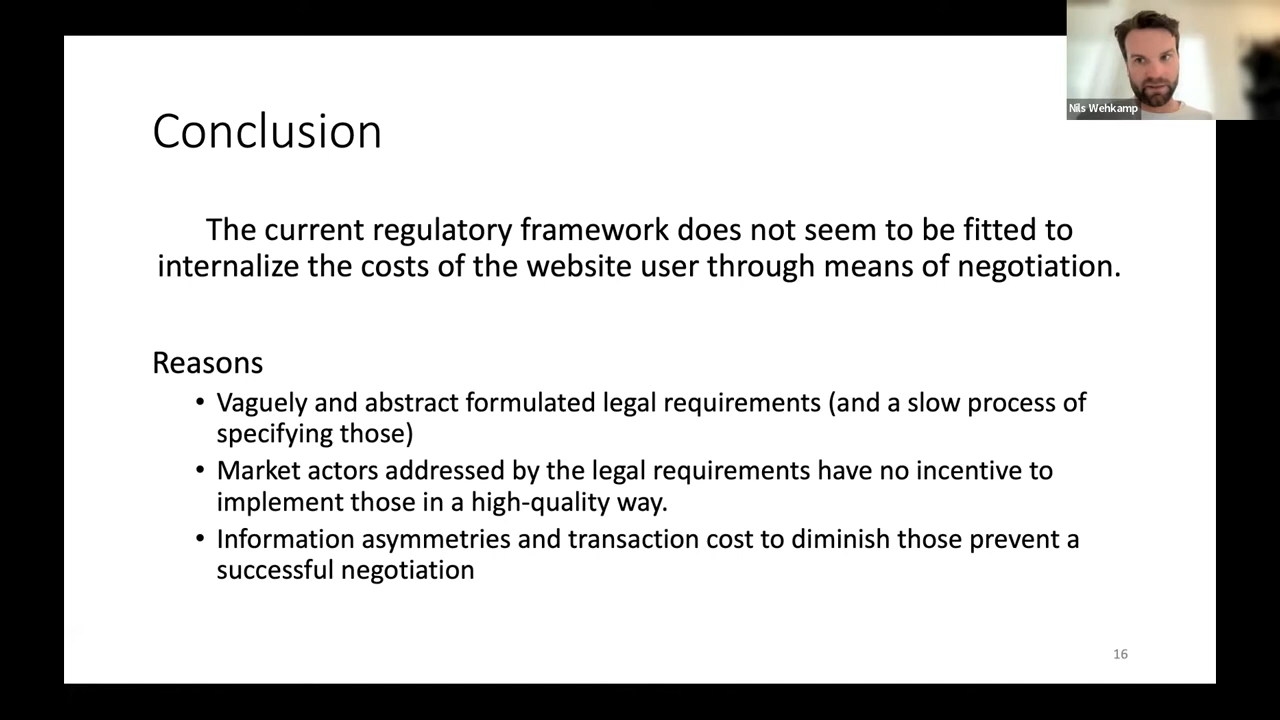 Nils Wehkamp
Conclusion
The current regulatory framework does not seem to be fitted to
internalize the costs of the website user through means of negotiation.
Reasons
• Vaguely and abstract formulated legal requirements (and a slow process of
specifying those)
• Market actors addressed by the legal requirements have no incentive to
implement those in a high-quality way.
• Information asymmetries and transaction cost to diminish those prevent a
successful negotiation
16